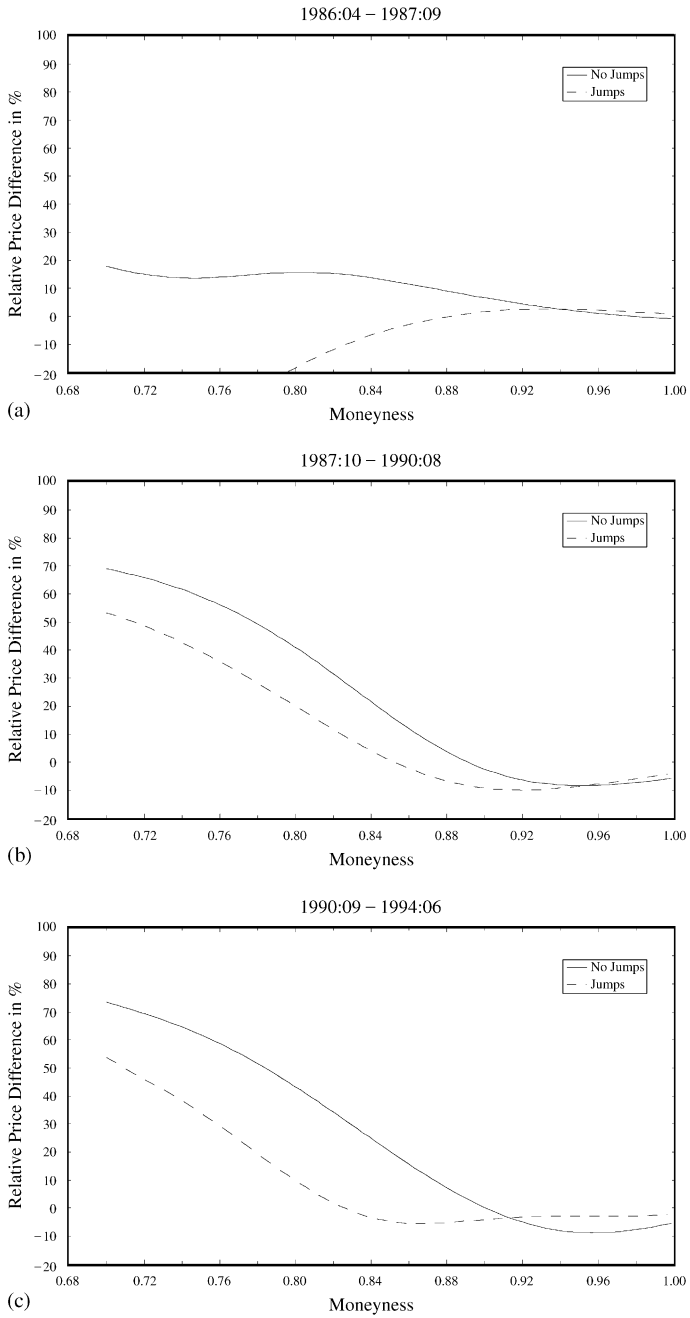 1986:04 − 1987:09
100
90
80
70
60
50
40
30
20
10
0
−10
−20
Relative Price Difference in %
No Jumps
Jumps
0.68 0.72 0.76 0.80 0.84 0.88 0.92 0.96 1.00
(a)
Moneyness
1987:10 − 1990:08
100
90
80
70
60
50
40
30
20
10
0
−10
−20
Relative Price Difference in %
No Jumps
Jumps
0.68 0.72 0.76 0.80 0.84 0.88 0.92 0.96 1.00
(b)
Moneyness
1990:09 − 1994:06
100
90
80
70
60
50
40
30
20
10
0
−10
−20
Relative Price Difference in %
No Jumps
Jumps
0.68 0.72 0.76 0.80 0.84 0.88 0.92 0.96 1.00
(c)
Moneyness